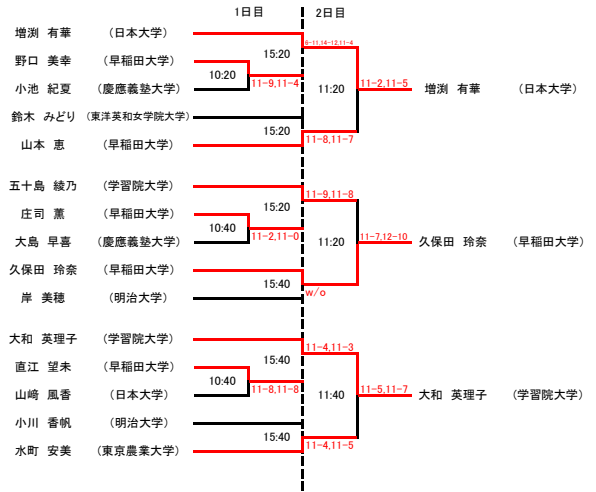 1日目 2日目
増渕 有華 (日本大学)
6-11,14-12,11-4
15:20
野口 美幸 (早稲田大学)
10:20
11-9,11-4
小池 紀夏 (慶應義塾大学)
11:20
11-2,11-5
増渕 有華 (日本大学)
鈴木 みどり (東洋英和女学院大学)
15:20
11-8,11-7
山本 恵 (早稲田大学)
五十島 綾乃 (学習院大学)
11-9,11-8
15:20
庄司 薫 (早稲田大学)
10:40
11-2,11-0
大島 早喜 (慶應義塾大学)
11:20
11-7,12-10
久保田 玲奈 (早稲田大学)
久保田 玲奈 (早稲田大学)
15:40
w/o
岸 美穂 (明治大学)
大和 英理子 (学習院大学)
11-4,11-3
15:40
直江 望未 (早稲田大学)
10:40
11-8,11-8
山﨑 風香 (日本大学)
11:40
11-5,11-7
大和 英理子 (学習院大学)
小川 香帆 (明治大学)
15:40
11-4,11-5
水町 安美 (東京農業大学)